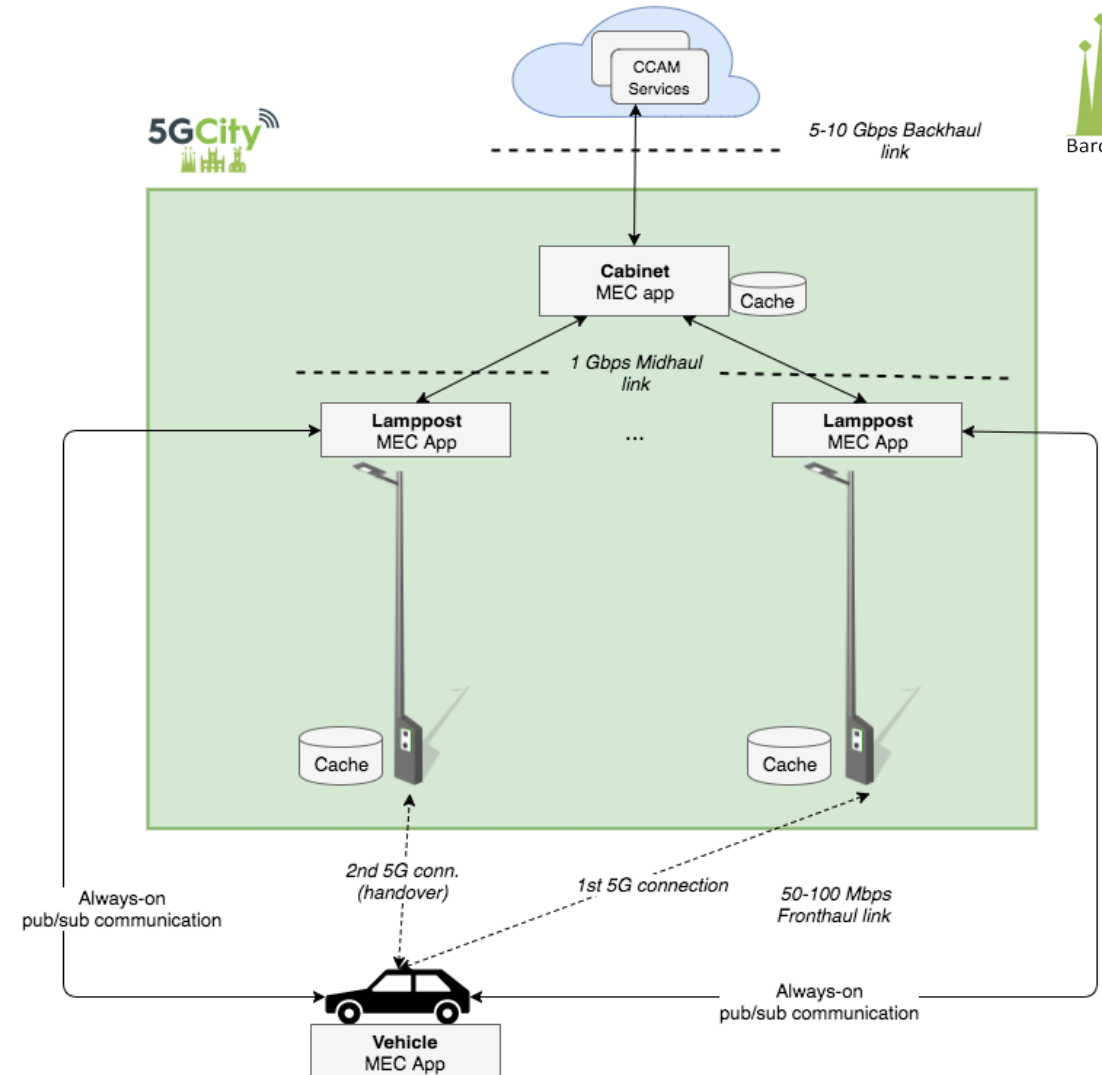 CCAM
Services
5GCity
5-10 Gbps Backhaul
link
Cabinet
MEC app
Cache
1 Gbps Midhaul
link
Lamppost
MEC App
...
Lamppost
MEC App
Cache
Cache
2nd 5G conn.
(handover)
1st 5G connection
50-100 Mbps
Fronthaul link
Always-on
pub/sub communication
Always-on
pub/sub communication
Vehicle
MEC App